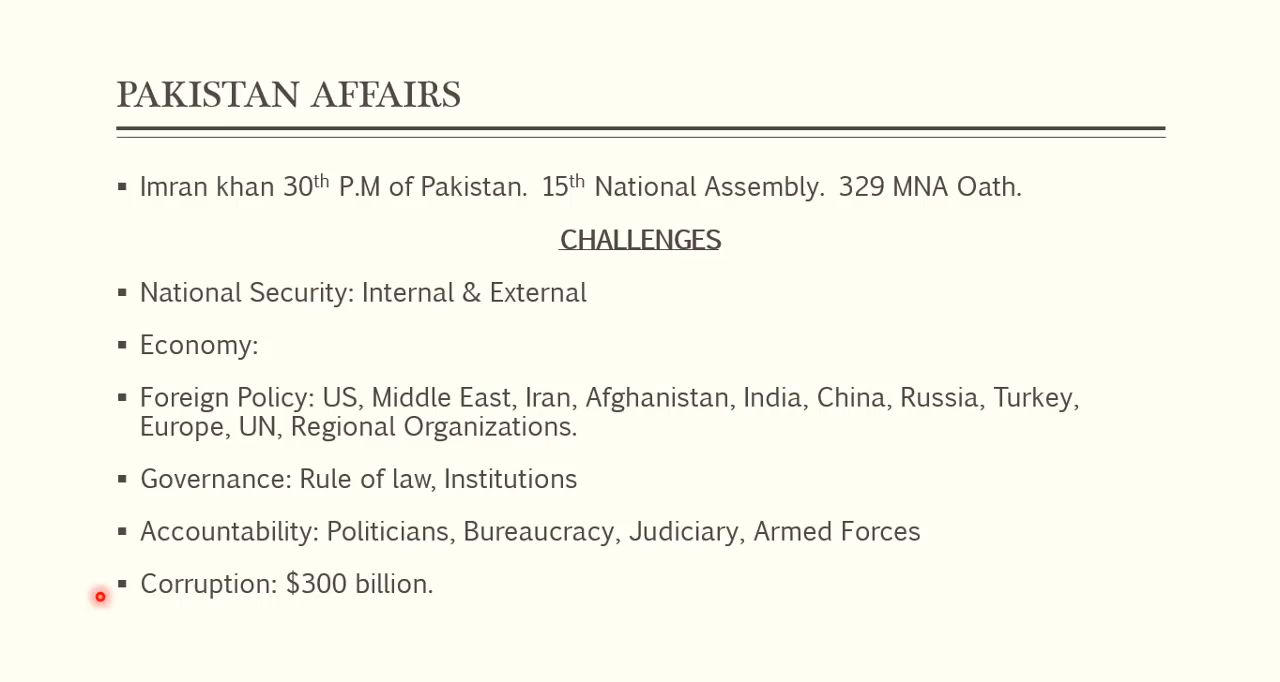 PAKISTAN AFFAIRS
▪ Imran khan 30th P.M of Pakistan. 15th National Assembly. 329 MNA Oath.
CHALLENGES
▪ National Security: Internal & External
▪ Economy:
▪ Foreign Policy: US, Middle East, Iran, Afghanistan, India, China, Russia, Turkey,
Europe, UN, Regional Organizations.
▪ Governance: Rule of law, Institutions
▪ Accountability: Politicians, Bureaucracy, Judiciary, Armed Forces
▪ Corruption: $300 billion.